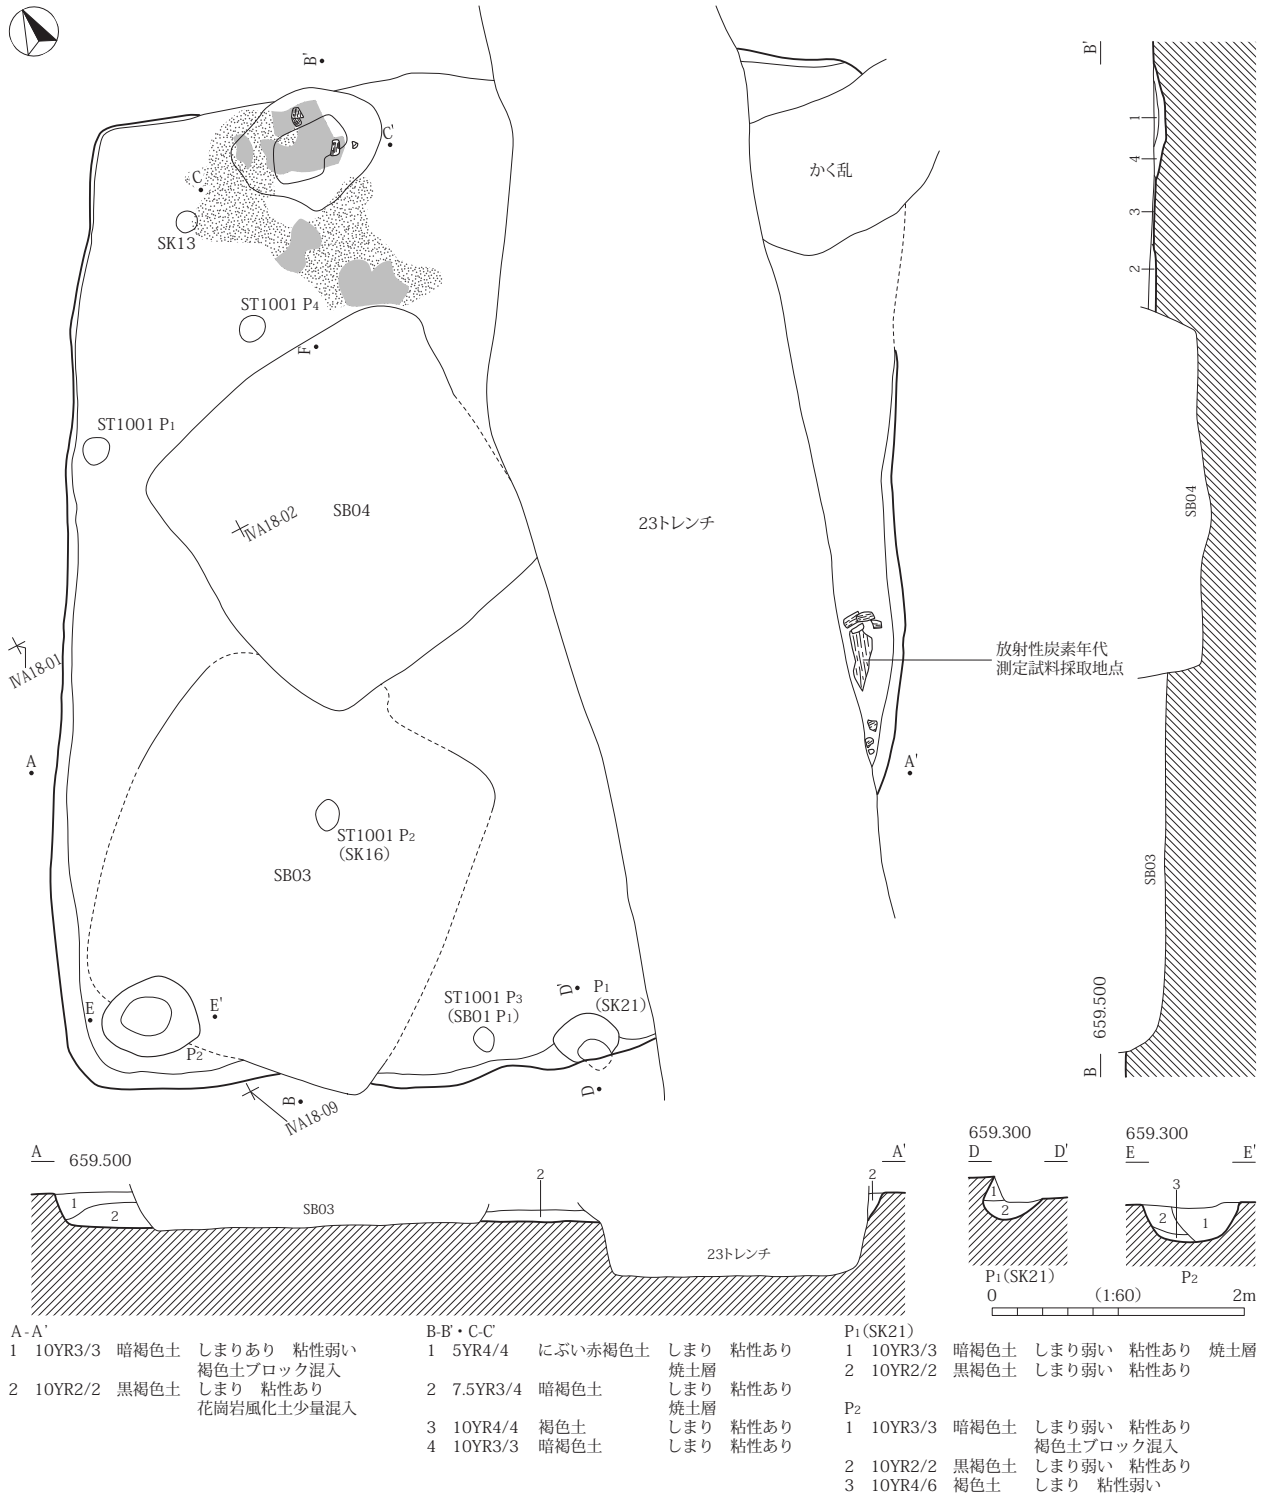 B'
B'
C'
C
SK13
かく乱
1
4
3
2
ST1001 P4
F
ST1001 P1
ⅣA18-02
SB04
23トレンチ
SB04
ⅣA18-01
放射性炭素年代
測定試料採取地点
A
A'
ST1001 P2
(SK16)
SB03
SB03
E
E'
P2
ST1001 P3
(SB01 P1)
D'
P1
(SK21)
D
659.500
B
B
ⅣA18-09
A
659.500
A'
1
2
SB03
2
23トレンチ
2
659.300
D
D'
1
2
P1(SK21)
659.300
E
E'
3
2
1
P2
0 (1:60) 2m
A-A'
1 10YR3/3 暗褐色土 しまりあり 粘性弱い
褐色土ブロック混入
2 10YR2/2 黒褐色土 しまり 粘性あり
花崗岩風化土少量混入
B-B'・C-C'
1 5YR4/4 にぶい赤褐色土 しまり 粘性あり
焼土層
2 7.5YR3/4 暗褐色土 しまり 粘性あり
焼土層
3 10YR4/4 褐色土 しまり 粘性あり
4 10YR3/3 暗褐色土 しまり 粘性あり
P1(SK21)
1 10YR3/3 暗褐色土 しまり弱い 粘性あり 焼土層
2 10YR2/2 黒褐色土 しまり弱い 粘性あり
P2
1 10YR3/3 暗褐色土 しまり弱い 粘性あり
褐色土ブロック混入
2 10YR2/2 黒褐色土 しまり弱い 粘性あり
3 10YR4/6 褐色土 しまり 粘性弱い